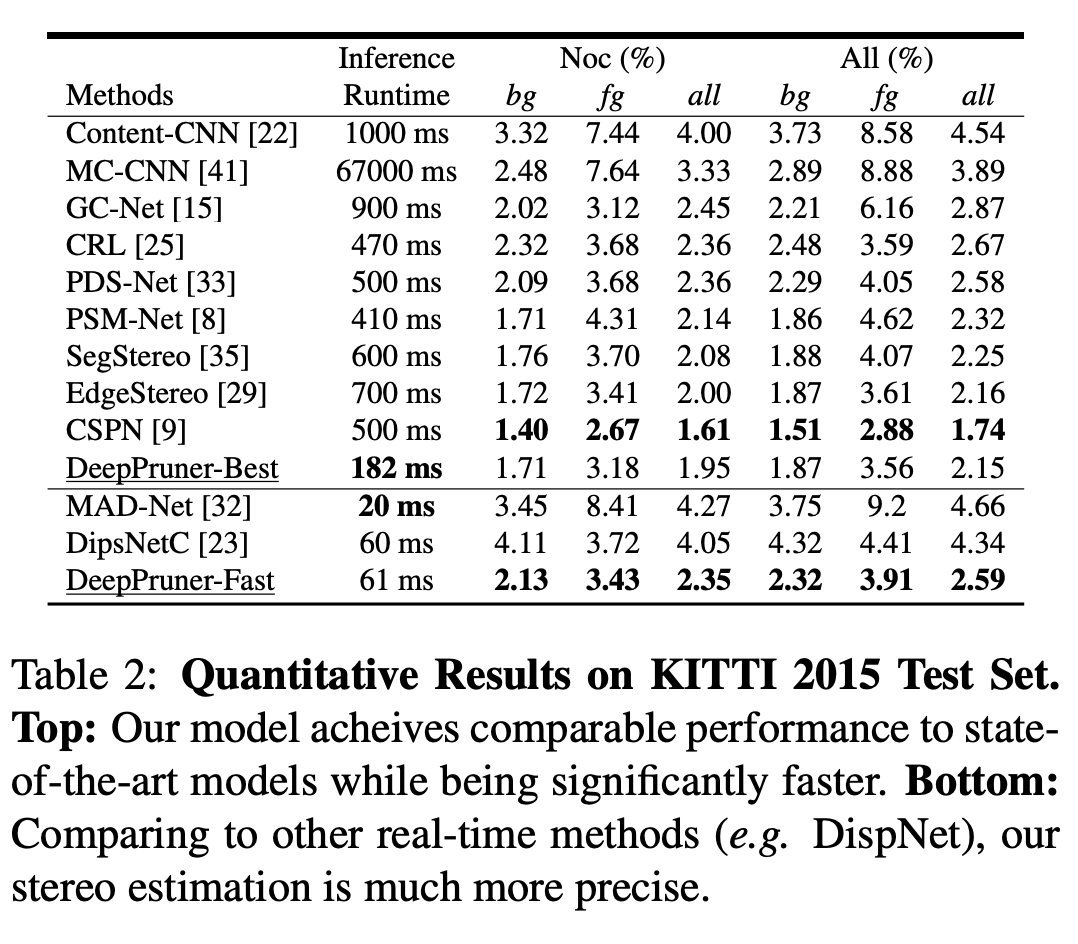 Inference Noc (%) All (%)
Methods Runtime bg fg all bg fg all
Content-CNN [22] 1000 ms 3.32 7.44 4.00 3.73 8.58 4.54
MC-CNN [41] 67000 ms 2.48 7.64 3.33 2.89 8.88 3.89
GC-Net [15] 900 ms 2.02 3.12 2.45 2.21 6.16 2.87
CRL [25] 470 ms 2.32 3.68 2.36 2.48 3.59 2.67
PDS-Net [33] 500 ms 2.09 3.68 2.36 2.29 4.05 2.58
PSM-Net [8] 410 ms 1.71 4.31 2.14 1.86 4.62 2.32
SegStereo [35] 600 ms 1.76 3.70 2.08 1.88 4.07 2.25
EdgeStereo [29] 700 ms 1.72 3.41 2.00 1.87 3.61 2.16
CSPN [9] 500 ms 1.40 2.67 1.61 1.51 2.88 1.74
DeepPruner-Best 182 ms 1.71 3.18 1.95 1.87 3.56 2.15
MAD-Net [32] 20 ms 3.45 8.41 4.27 3.75 9.2 4.66
DipsNetC [23] 60 ms 4.11 3.72 4.05 4.32 4.41 4.34
DeepPruner-Fast 61 ms 2.13 3.43 2.35 2.32 3.91 2.59
Table 2: Quantitative Results on KITTI 2015 Test Set.
Top: Our model acheives comparable performance to state-
of-the-art models while being significantly faster. Bottom:
Comparing to other real-time methods (e.g. DispNet), our
stereo estimation is much more precise.